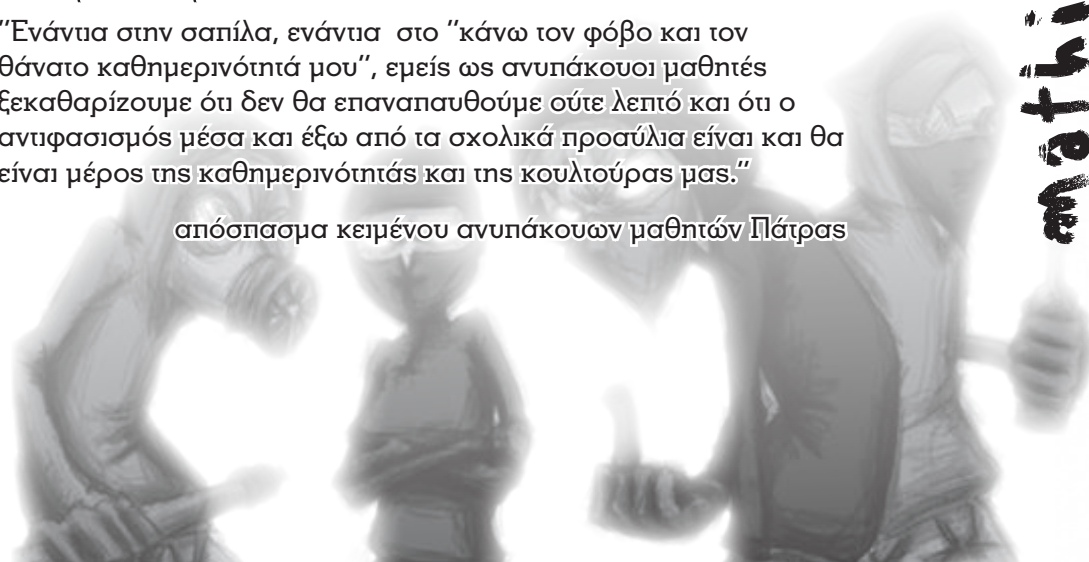 “Ενάντια στην σαπίλα, ενάντια στο “κάνω τον φόβο και τον
θάνατο καθημερινότητά μου”, εμείς ως ανυπάκουοι μαθητές
ξεκαθαρίζουμε ότι δεν θα επαναπαυθούμε ούτε λεπτό και ότι ο
αντιφασισμός μέσα και έξω από τα σχολικά προαύλια είναι και θα
είναι μέρος της καθημερινότητάς και της κουλτούρας μας.”
απόσπασμα κειμένου ανυπάκουων μαθητών Πάτρας